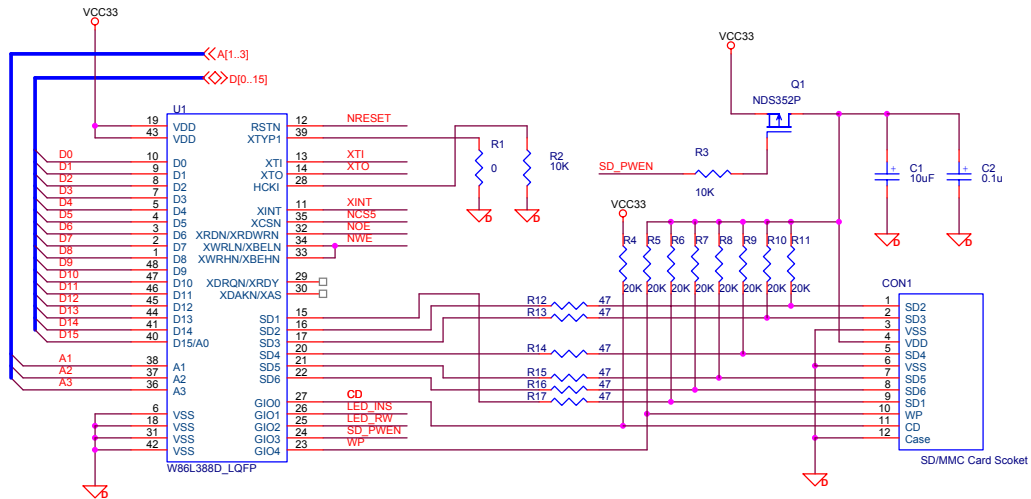 VCC33
A[1..3]
D[0..15]
U1
19 VDD RSTN 12 NRESET
43 VDD XTYP1 39
D0 10 D0 XTI 13 XTI
D1 9 D1 XTO 14 XTO
D2 8 D2 HCKI 28
D3 7 D3
D4 5 D4 XINT 11 XINT
D5 4 D5 XCSN 35 NCS5
D6 3 D6 XRDN/XRDWRN 32 NOE
D7 2 D7 XWRLN/XBELN 34 NWE
D8 1 D8 XWRHN/XBEHN 33
D9 48 D9
D10 47 D10 XDRQN/XRDY 29
D11 46 D11 XDAKN/XAS 30
D12 45 D12
D13 44 D13 SD1 15
D14 41 D14 SD2 16
D15 40 D15/A0 SD3 17
SD4 20
A1 38 A1 SD5 21
A2 37 A2 SD6 22
A3 36 A3
GIO0 27 CD
6 VSS GIO1 26 LED_INS
18 VSS GIO2 25 LED_RW
31 VSS GIO3 24 SD_PWEN
42 VSS GIO4 23 WP
W86L388D_LQFP
D
R1
0
D
R2
10K
D
VCC33
Q1
NDS352P
SD_PWEN
R3
10K
C1
10uF
D
C2
0.1u
D
VCC33
R4 R5 R6 R7 R8 R9 R10 R11
20K 20K 20K 20K 20K 20K 20K 20K
R12 47
R13 47
R14 47
R15 47
R16 47
R17 47
CON1
1 SD2
2 SD3
3 VSS
4 VDD
5 SD4
6 VSS
7 SD5
8 SD6
9 SD1
10 WP
11 CD
12 Case
SD/MMC Card Scoket
D